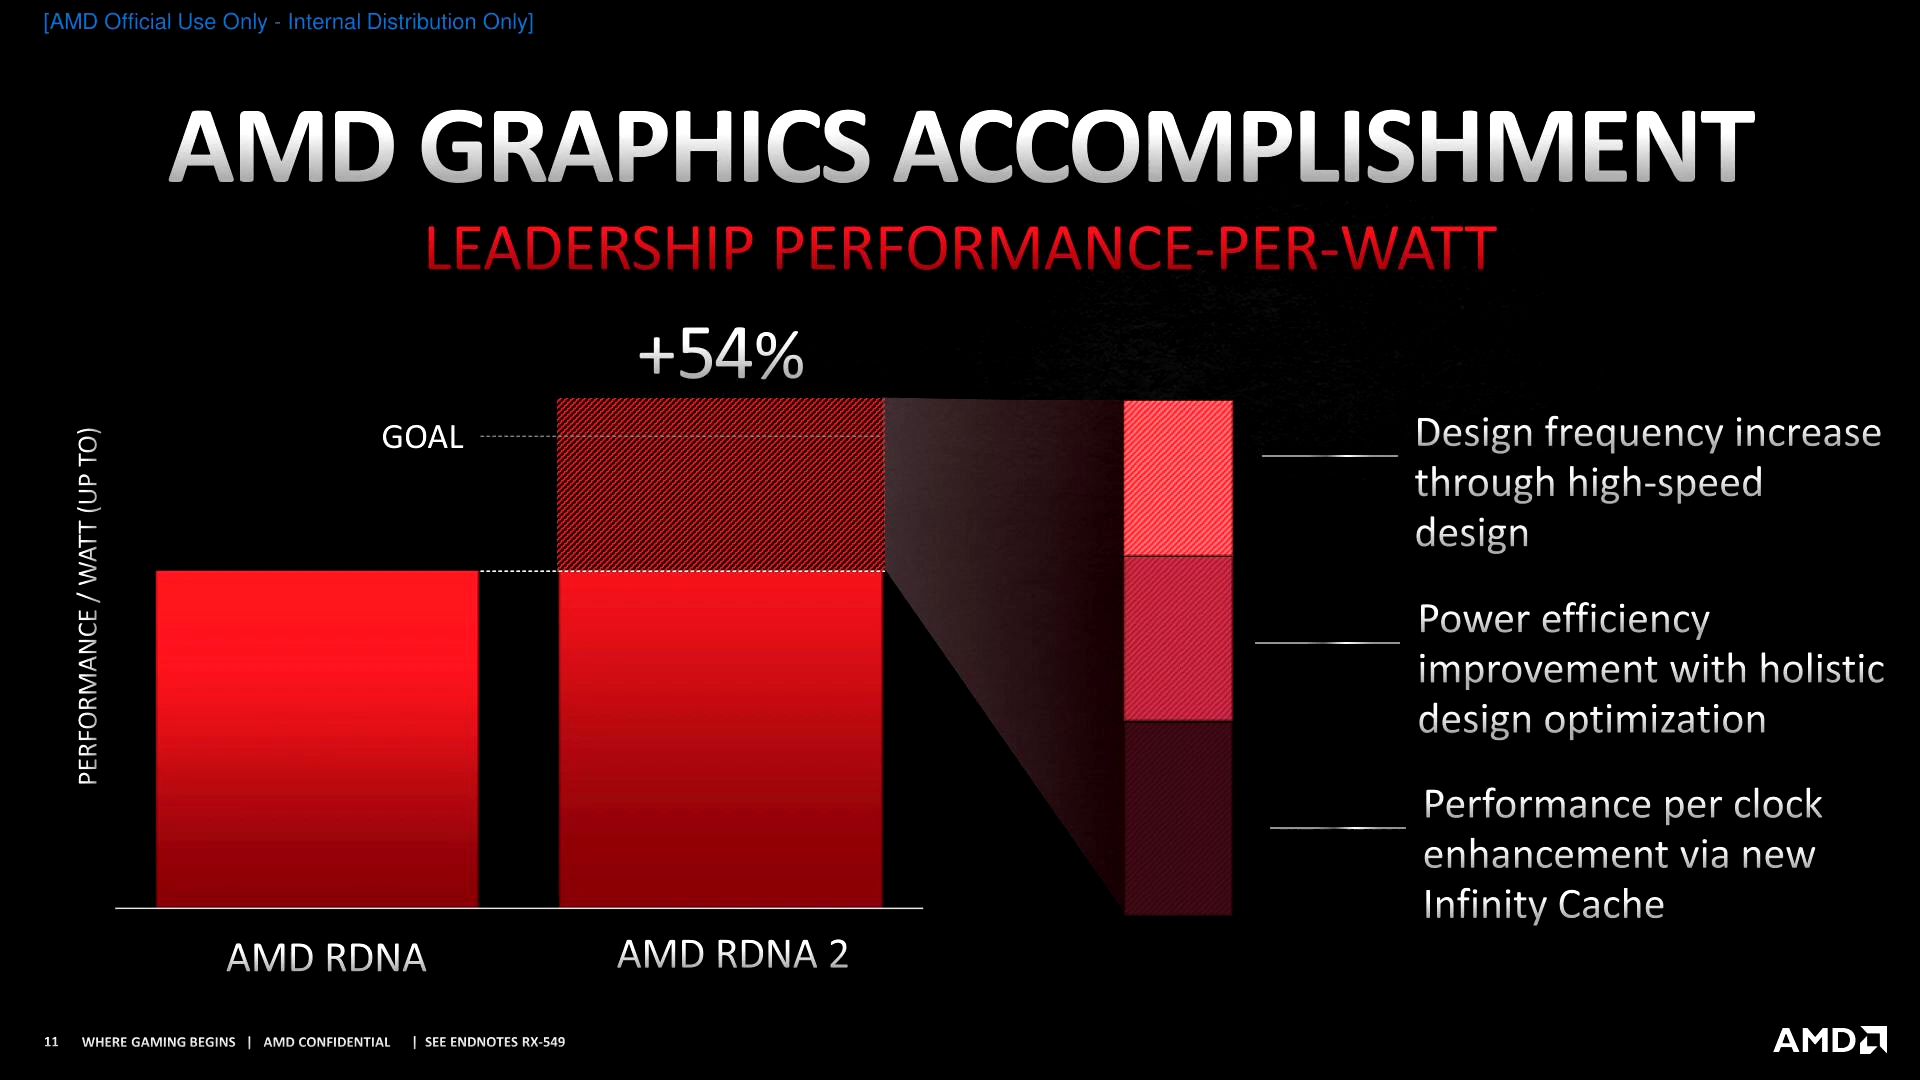 [AMD Official Use Only - Internal Distribution Only]
AMD GRAPHICS ACCOMPLISHMENT
LEADERSHIP PERFORMANCE-PER-WATT
+54%
GOAL
PERFORMANCE / WATT (UP TO)
AMD RDNA
AMD RDNA 2
Design frequency increase
through high-speed
design
Power efficiency
improvement with holistic
design optimization
Performance per clock
enhancement via new
Infinity Cache
11 WHERE GAMING BEGINS | AMD CONFIDENTIAL | SEE ENDNOTES RX-549
AMD